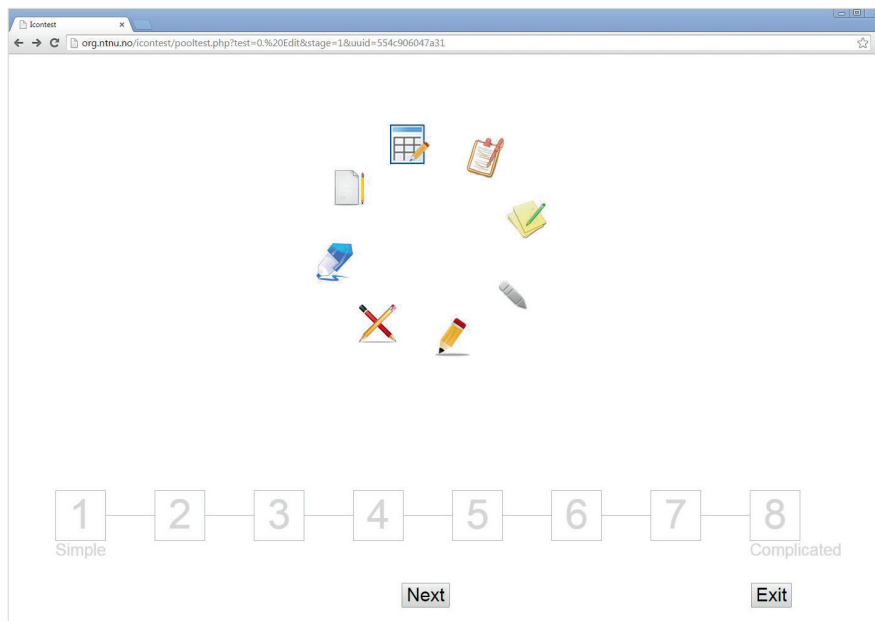 Icontest
org.ntnu.no/icontest/pooltest.php?test=0.%20Edit&stage=1&uuid=554c906047a31
1 2 3 4 5 6 7 8
Simple Complicated
Next Exit